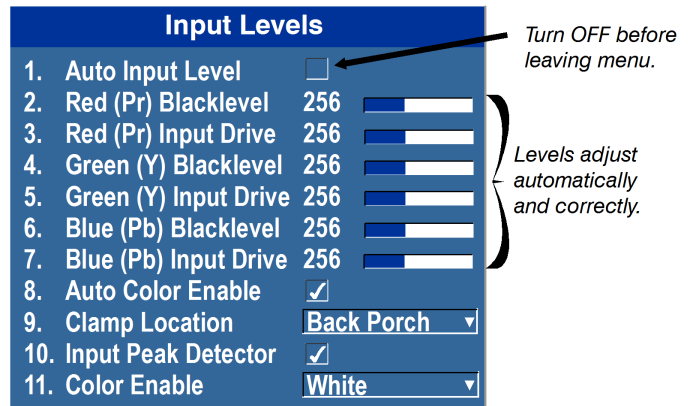 Input Levels
1. Auto Input Level
2. Red (Pr) Blacklevel 256
3. Red (Pr) Input Drive 256
4. Green (Y) Blacklevel 256
5. Green (Y) Input Drive 256
6. Blue (Pb) Blacklevel 256
7. Blue (Pb) Input Drive 256
8. Auto Color Enable
9. Clamp Location Back Porch
10. Input Peak Detector
11. Color Enable White
Turn OFF before
leaving menu.
Levels adjust
automatically
and correctly.